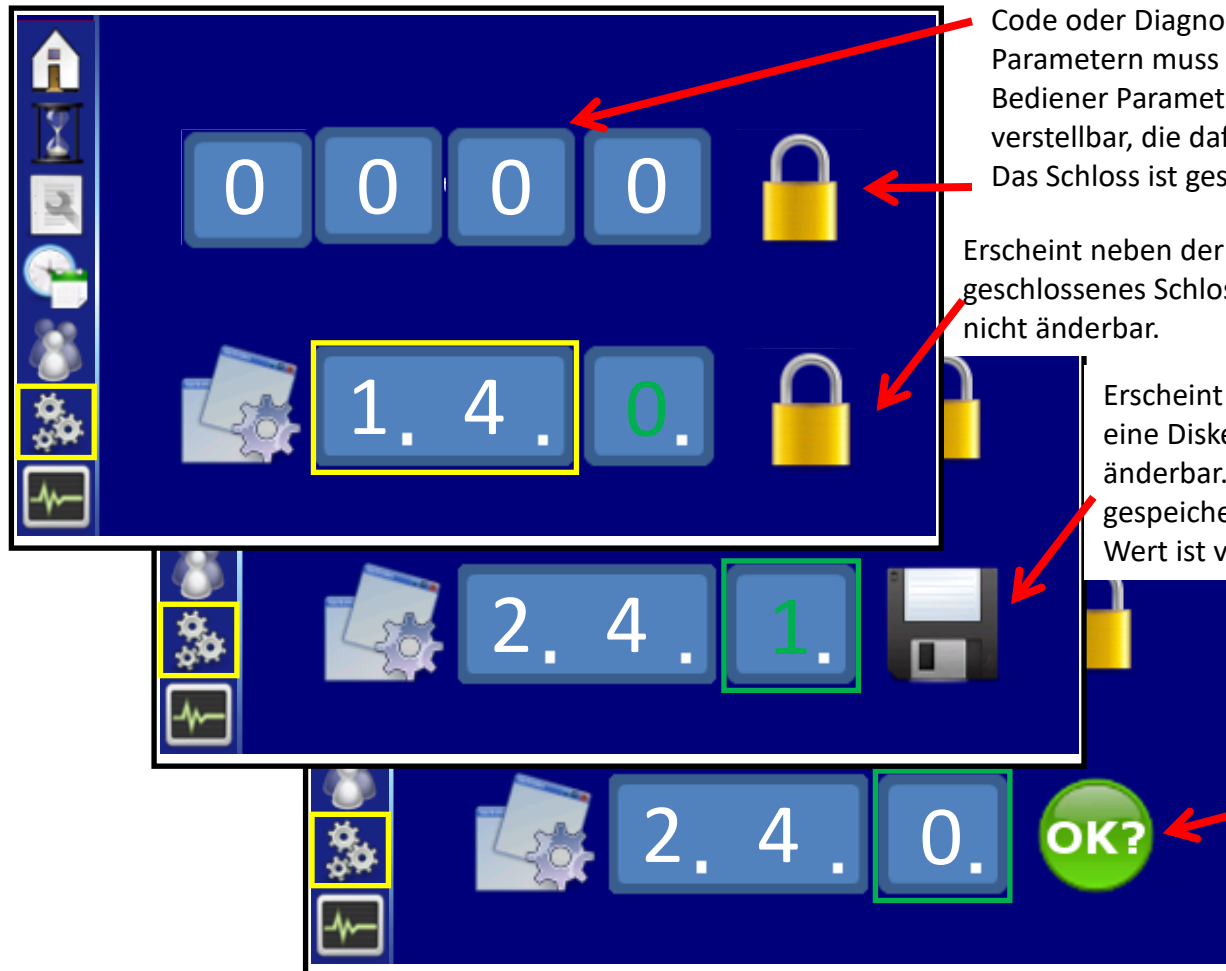 Code oder Diagno
Parametern muss
Bediener Paramet
verstellbar, die daf
Das Schloss ist ges
0 0 0 0
Erscheint neben der
geschlossenes Schlos
nicht änderbar.
1. 4. 0.
Erscheint
eine Diske
änderbar.
gespeiche
Wert ist v
2. 4. 1.
2. 4. 0.
OK?